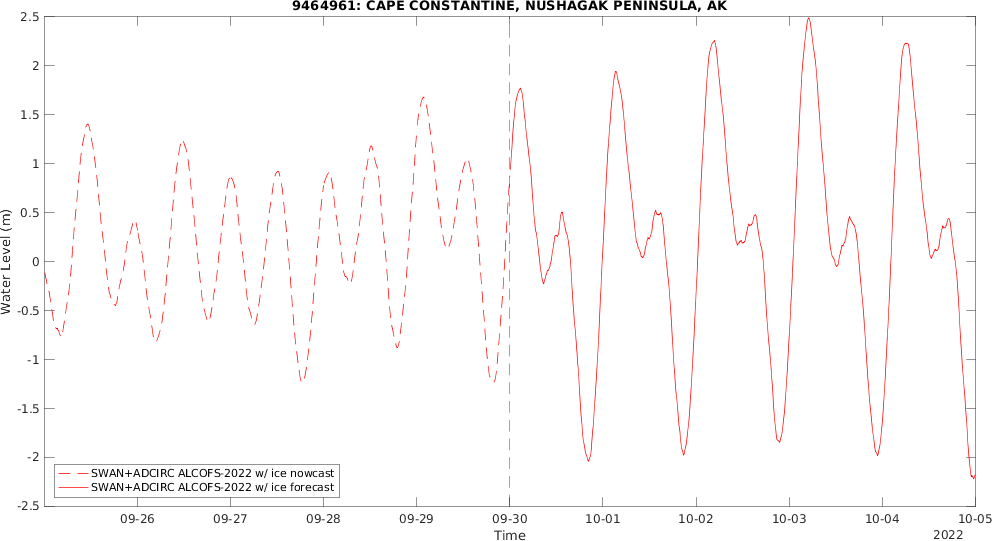 9464961: CAPE CONSTANTINE, NUSHAGAK PENINSULA, AK
2.5
2
1.5
1
0.5
0
-0.5
-1
-1.5
-2
-2.5
Water Level (m)
SWAN+ADCIRC ALCOFS-2022 w/ ice nowcast
SWAN+ADCIRC ALCOFS-2022 w/ ice forecast
09-26 09-27 09-28 09-29 09-30 10-01 10-02 10-03 10-04 10-05
Time
2022